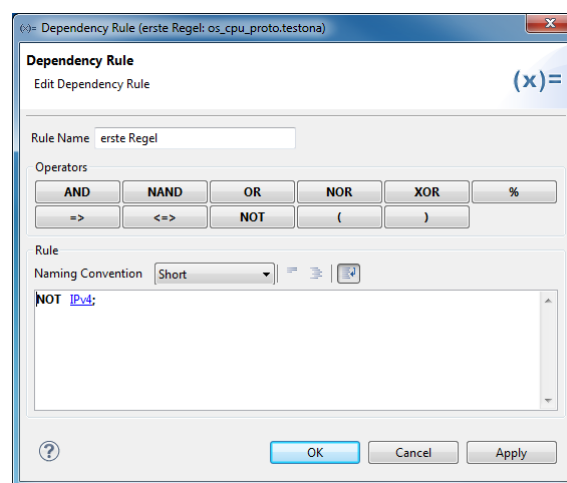 (x)= Dependency Rule (erste Regel: os_cpu_proto.testona)
x
Dependency Rule
Edit Dependency Rule
(x)=
Rule Name erste Regel
Operators
AND NAND OR NOR XOR %
=> <=> NOT ( )
Rule
Naming Convention Short
NOT IPv4;
? OK Cancel Apply